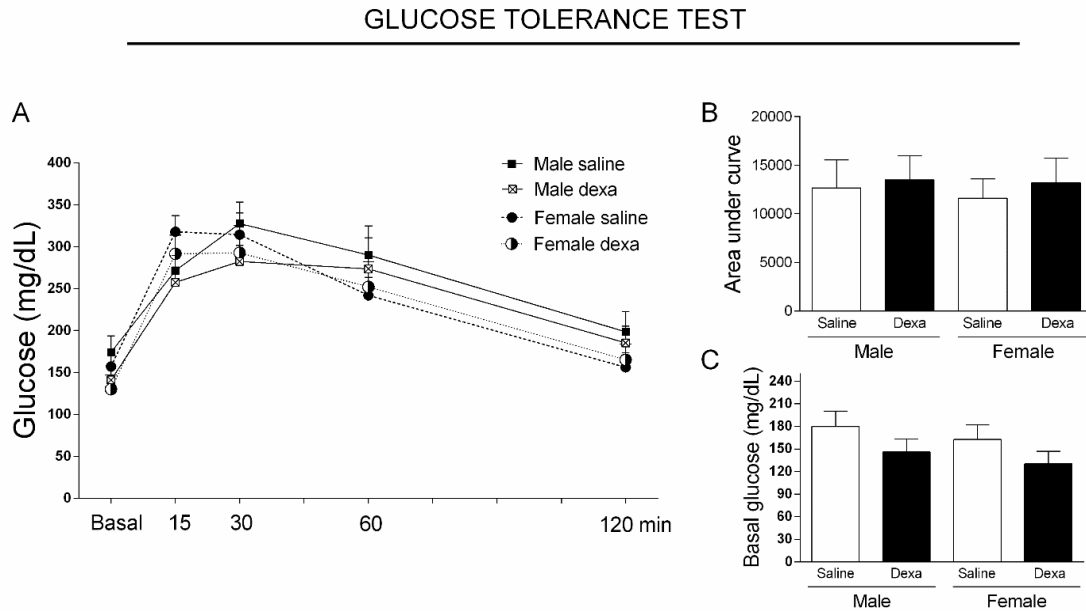 GLUCOSE TOLERANCE TEST
A
Glucose (mg/dL)
400
350
300
250
200
150
100
50
0
Basal 15 30 60 120 min
Male saline
Male dexa
Female saline
Female dexa
B
Area under curve
20000
15000
10000
5000
0
Saline Dexa Saline Dexa
Male Female
C
Basal glucose (mg/dL)
240
210
180
150
120
90
60
30
0
Saline Dexa Saline Dexa
Male Female